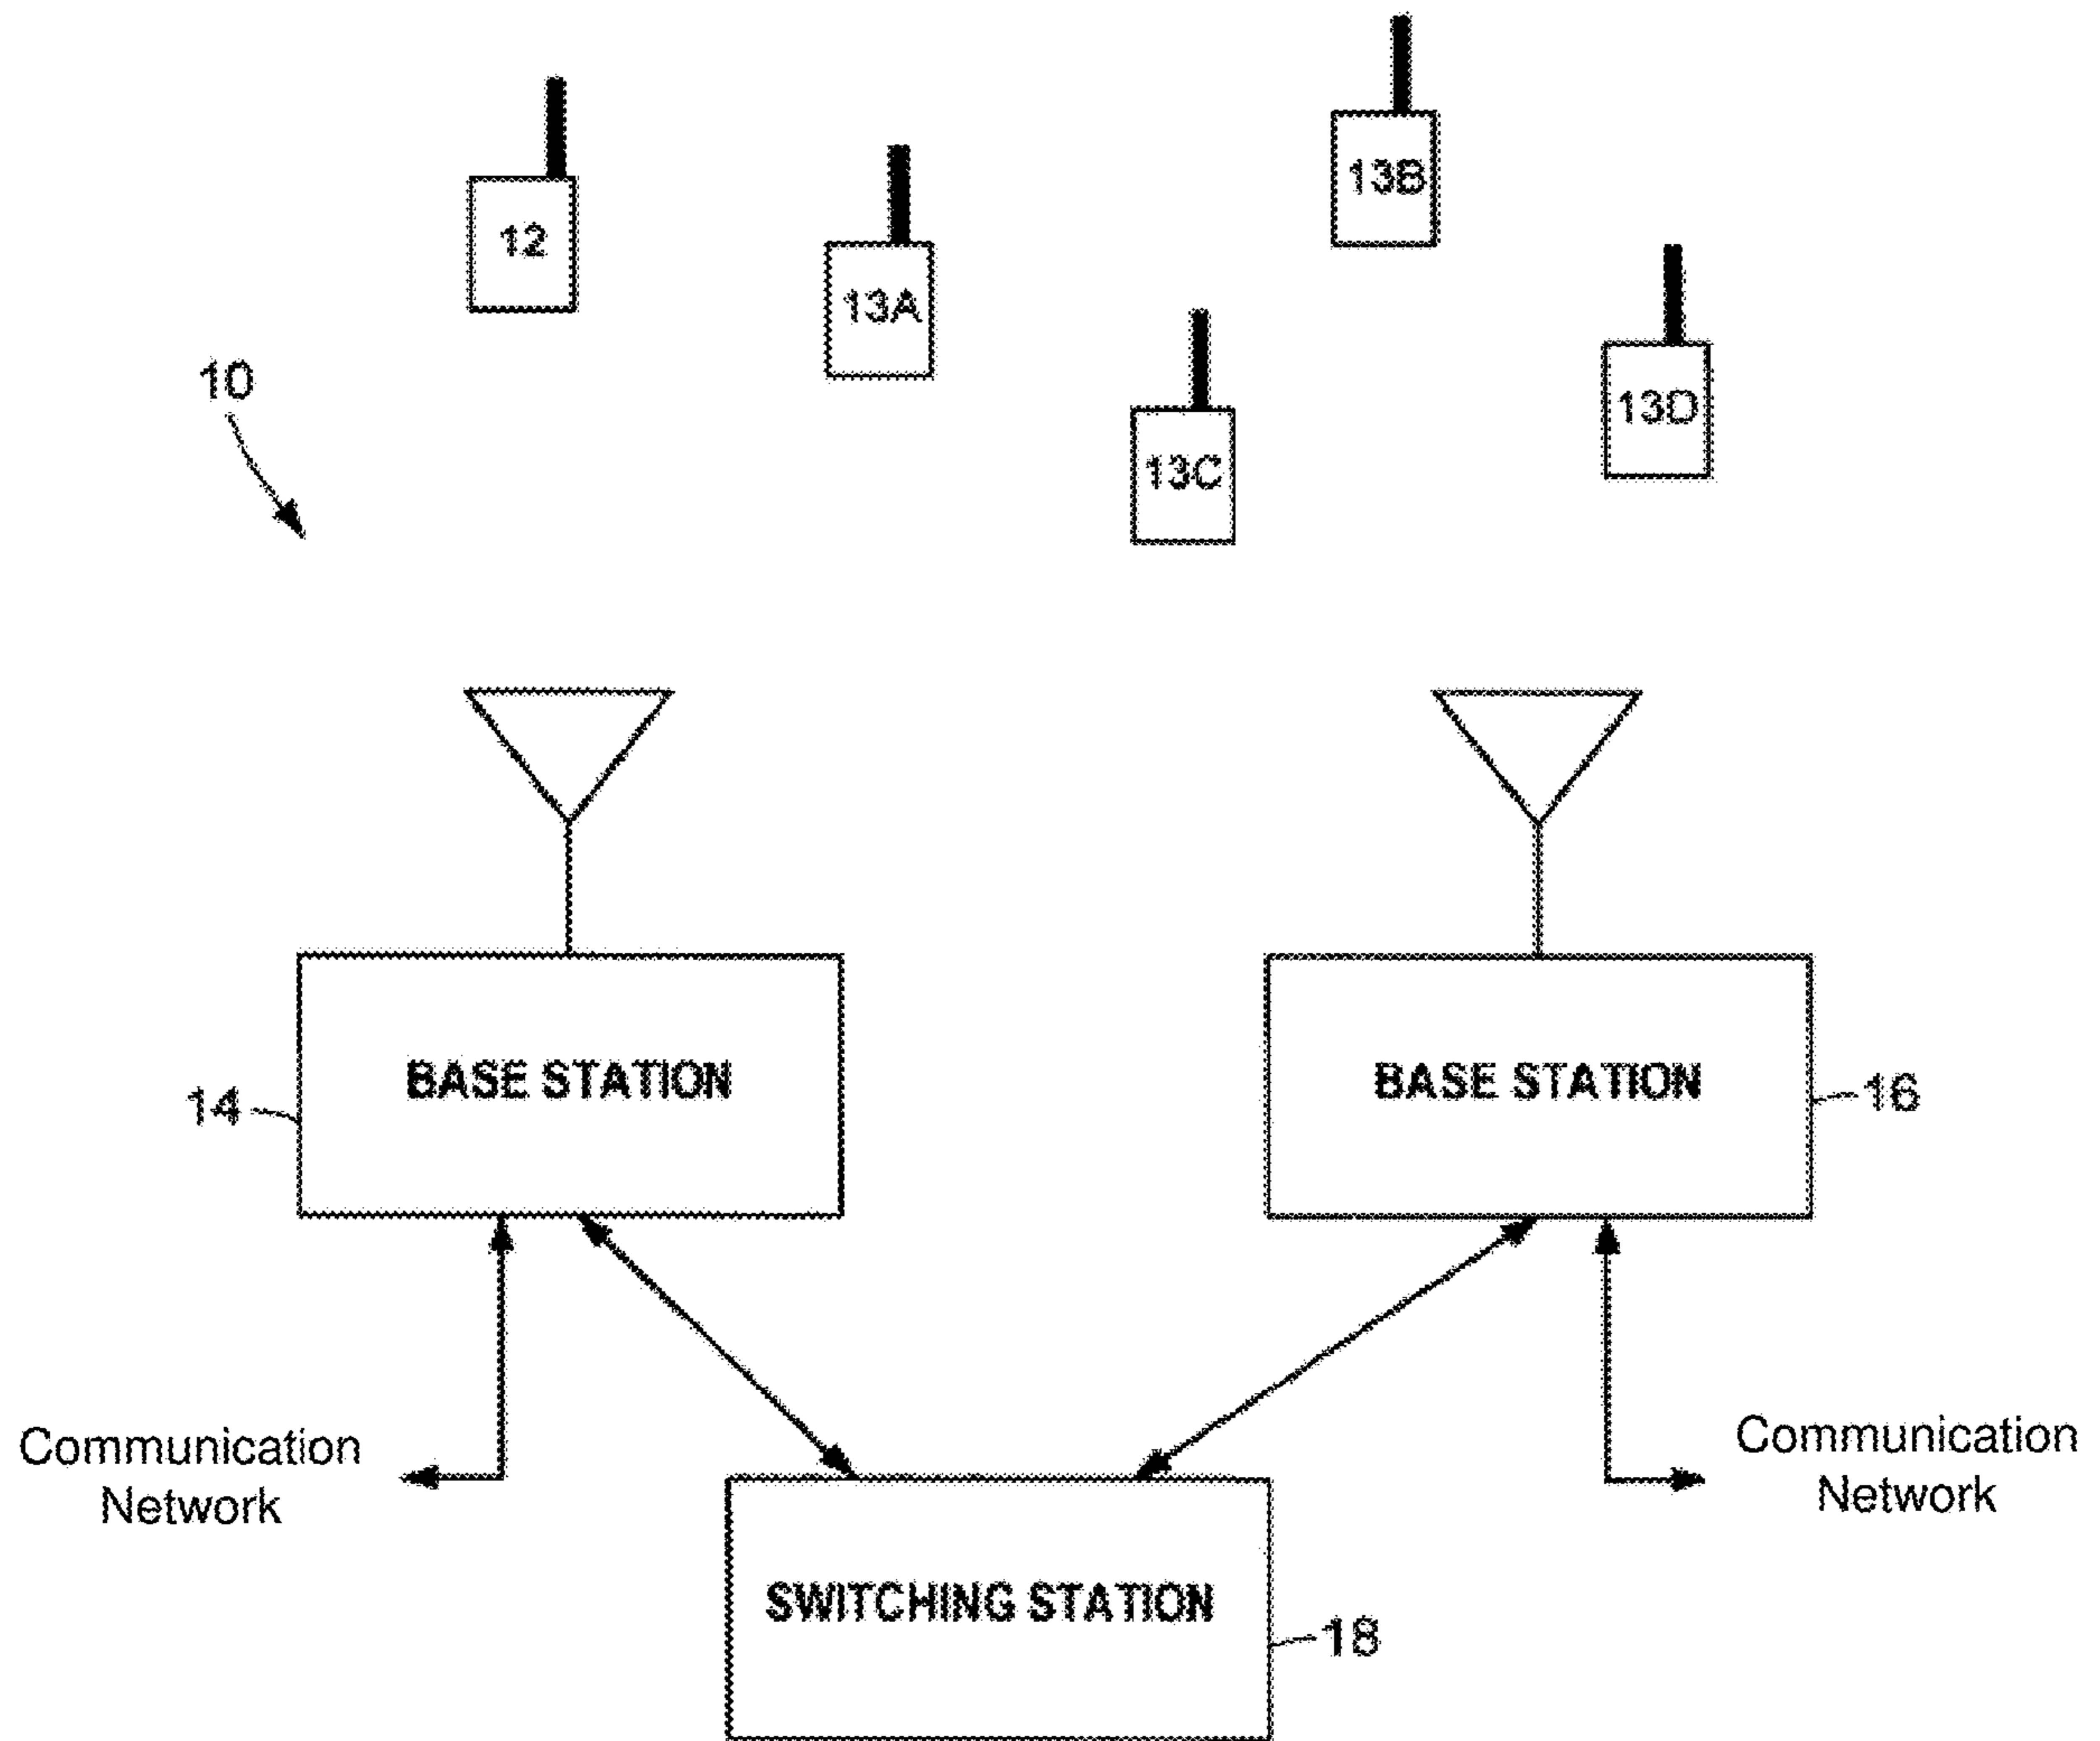 13B
12
13A
10
13D
13C
BASE STATION
BASE STATION
14
16
Communication
Network
Communication
Network
SWITCHING STATION
18